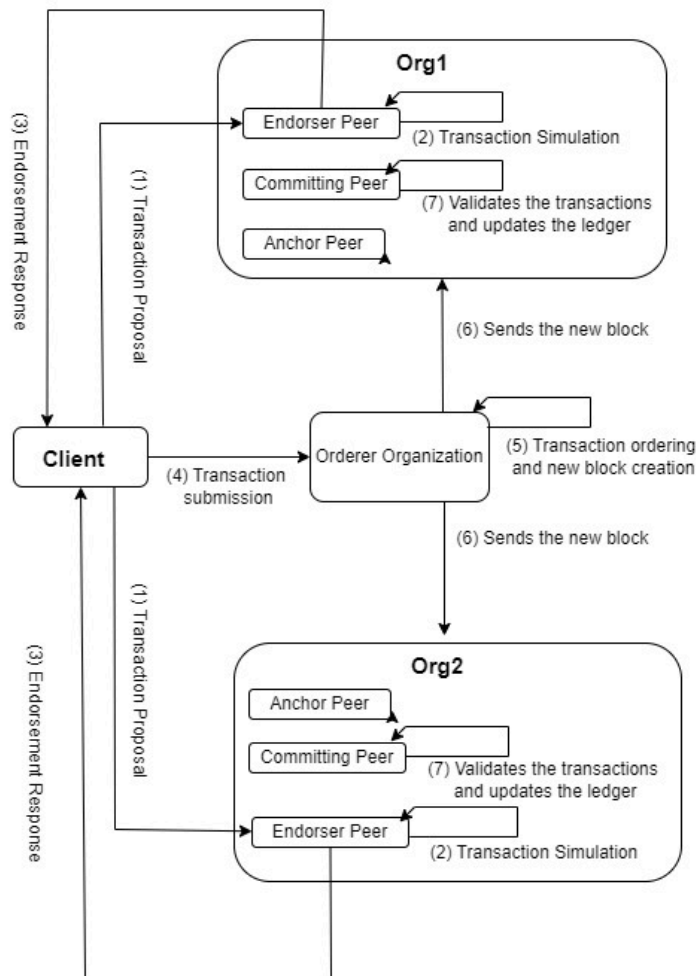 Org1
Endorser Peer
(2) Transaction Simulation
Committing Peer
(7) Validates the transactions
and updates the ledger
Anchor Peer
(3) Endorsement Response
(1) Transaction Proposal
(6) Sends the new block
Client
(4) Transaction
submission
Orderer Organization
(5) Transaction ordering
and new block creation
(6) Sends the new block
(1) Transaction Proposal
(3) Endorsement Response
Org2
Anchor Peer
Committing Peer
(7) Validates the transactions
and updates the ledger
Endorser Peer
(2) Transaction Simulation